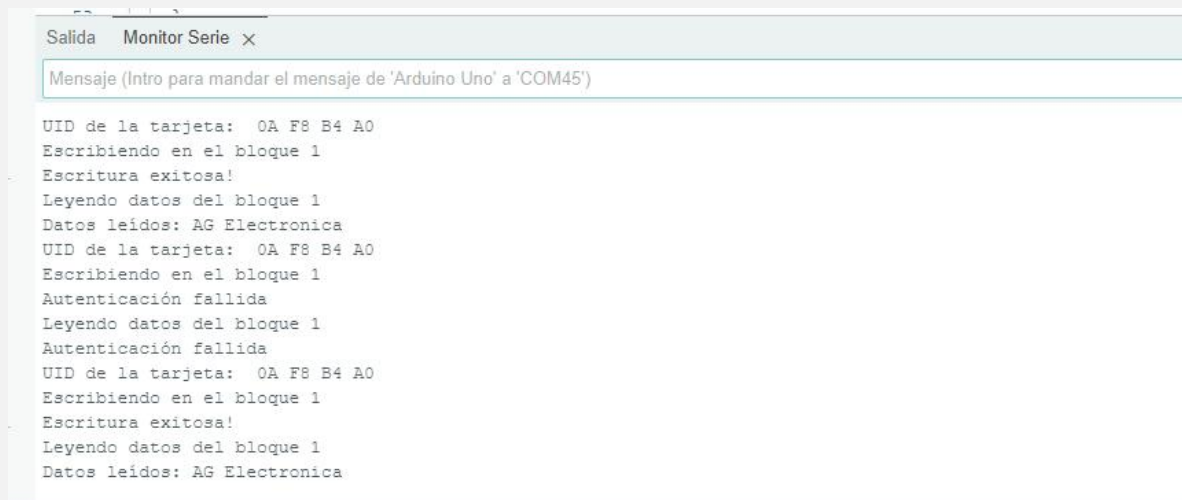 Salida Monitor Serie ×
Mensaje (Intro para mandar el mensaje de 'Arduino Uno' a 'COM45')
UID de la tarjeta:  0A F8 B4 A0
Escribiendo en el bloque 1
Escritura exitosa!
Leyendo datos del bloque 1
Datos leídos: AG Electronica
UID de la tarjeta:  0A F8 B4 A0
Escribiendo en el bloque 1
Autenticación fallida
Leyendo datos del bloque 1
Autenticación fallida
UID de la tarjeta:  0A F8 B4 A0
Escribiendo en el bloque 1
Escritura exitosa!
Leyendo datos del bloque 1
Datos leídos: AG Electronica